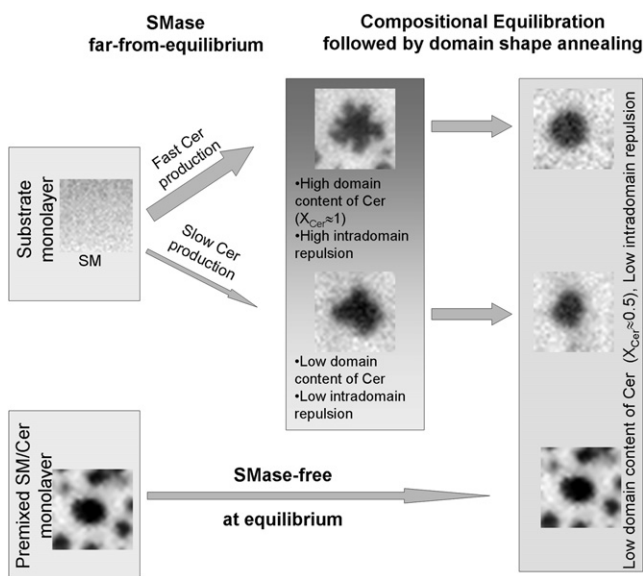 SMase
far-from-equilibrium
Compositional Equilibration
followed by domain shape annealing
Substrate
monolayer
SM
Fast Cer
production
Slow Cer
production
•High domain
content of Cer
(X_Cer≈1)
•High intradomain
repulsion
•Low domain
content of Cer
•Low intradomain
repulsion
Low domain content of Cer (X_Cer≈0.5), Low intradomain repulsion
Premixed SM/Cer
monolayer
SMase-free
at equilibrium